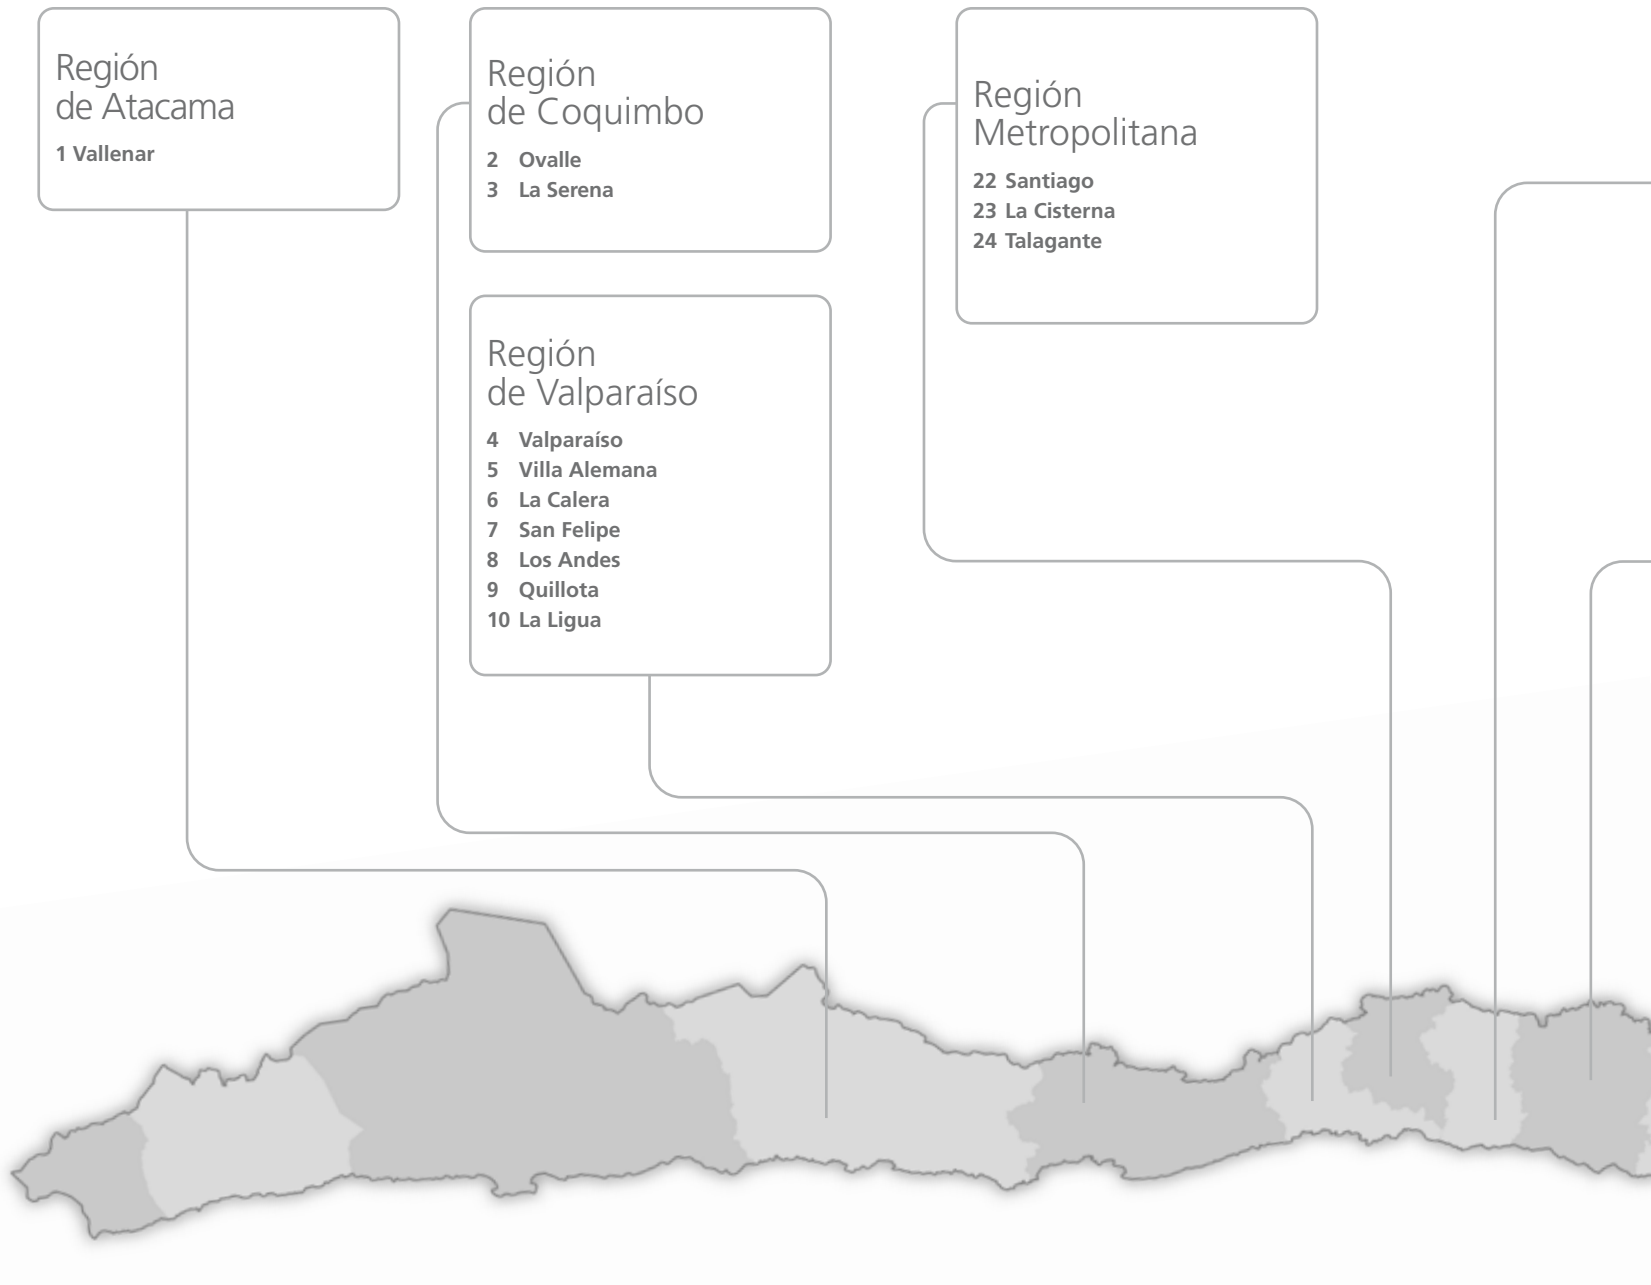 Región
de Atacama
1 Vallenar
Región
de Coquimbo
2 Ovalle
3 La Serena
Región
de Valparaíso
4 Valparaíso
5 Villa Alemana
6 La Calera
7 San Felipe
8 Los Andes
9 Quillota
10 La Ligua
Región
Metropolitana
22 Santiago
23 La Cisterna
24 Talagante